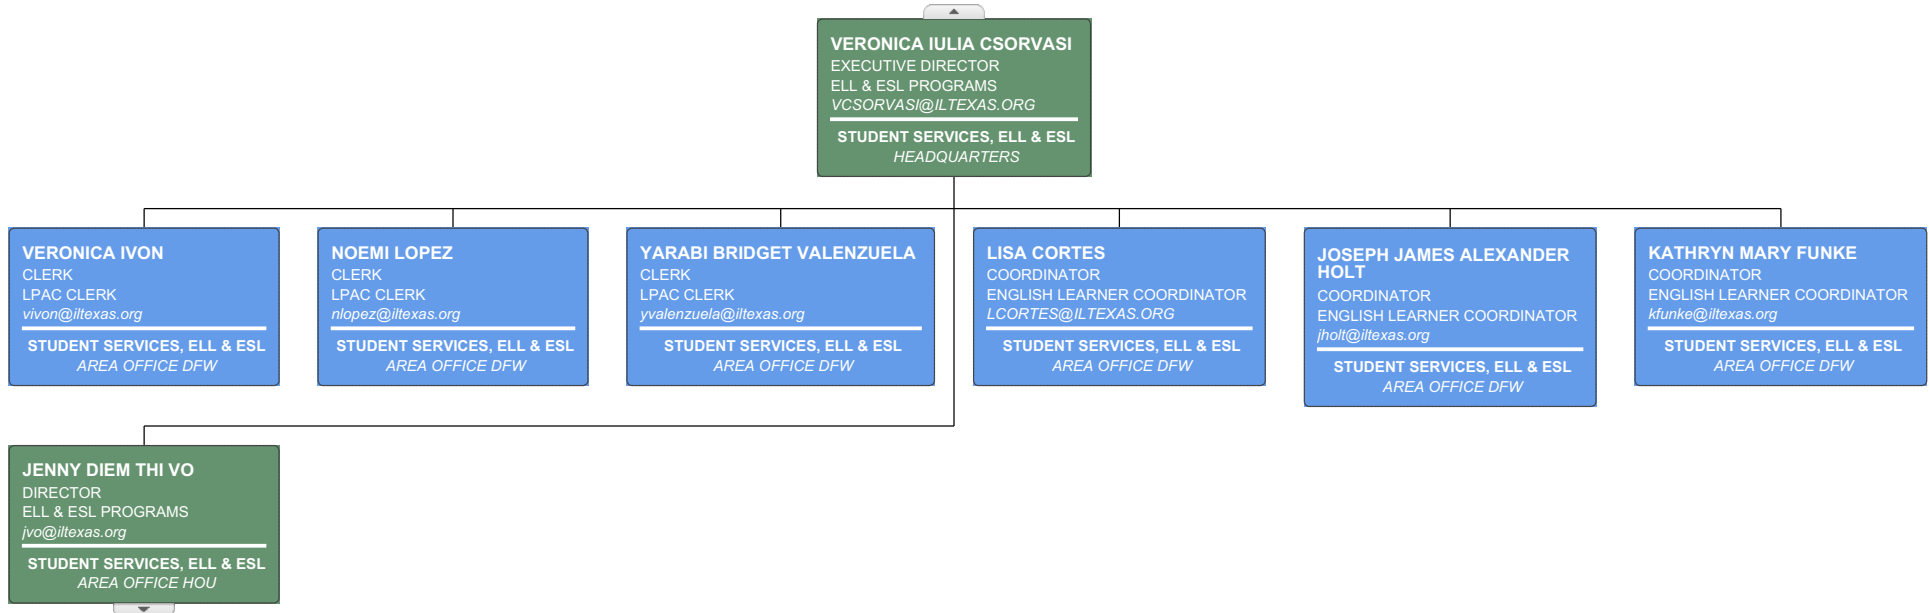 VERONICA IULIA CSORVASI
EXECUTIVE DIRECTOR
ELL & ESL PROGRAMS
VCSORVASI@ILTEXAS.ORG
STUDENT SERVICES, ELL & ESL
HEADQUARTERS
VERONICA IVON
CLERK
LPAC CLERK
vivon@iltexas.org
STUDENT SERVICES, ELL & ESL
AREA OFFICE DFW
NOEMI LOPEZ
CLERK
LPAC CLERK
nlopez@iltexas.org
STUDENT SERVICES, ELL & ESL
AREA OFFICE DFW
YARABI BRIDGET VALENZUELA
CLERK
LPAC CLERK
yvalenzuela@iltexas.org
STUDENT SERVICES, ELL & ESL
AREA OFFICE DFW
LISA CORTES
COORDINATOR
ENGLISH LEARNER COORDINATOR
LCORTES@ILTEXAS.ORG
STUDENT SERVICES, ELL & ESL
AREA OFFICE DFW
JOSEPH JAMES ALEXANDER
HOLT
COORDINATOR
ENGLISH LEARNER COORDINATOR
jholt@iltexas.org
STUDENT SERVICES, ELL & ESL
AREA OFFICE DFW
KATHRYN MARY FUNKE
COORDINATOR
ENGLISH LEARNER COORDINATOR
kfunke@iltexas.org
STUDENT SERVICES, ELL & ESL
AREA OFFICE DFW
JENNY DIEM THI VO
DIRECTOR
ELL & ESL PROGRAMS
jvo@iltexas.org
STUDENT SERVICES, ELL & ESL
AREA OFFICE HOU